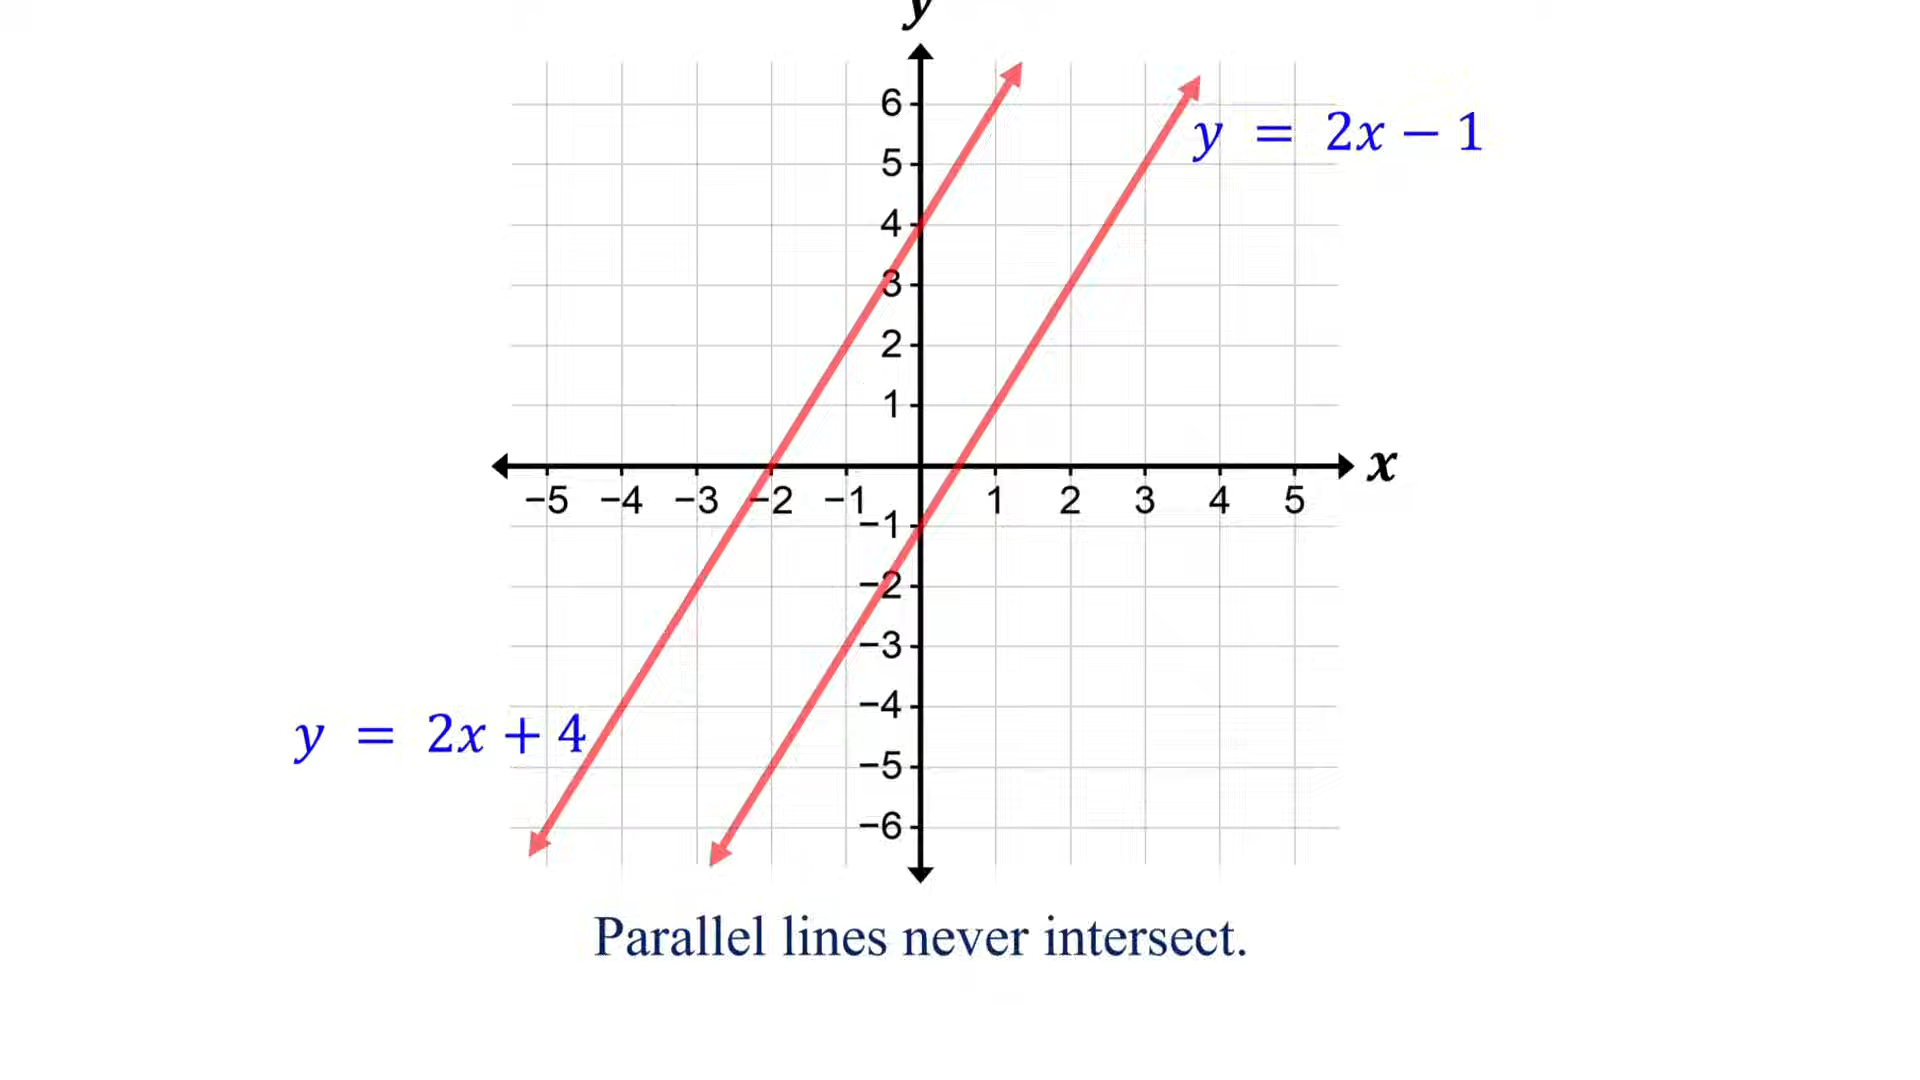 y
6
y = 2x − 1
5
4
3
2
1
x
−5 −4 −3 −2 −1 1 2 3 4 5
−1
−2
−3
−4
y = 2x + 4
−5
−6
Parallel lines never intersect.